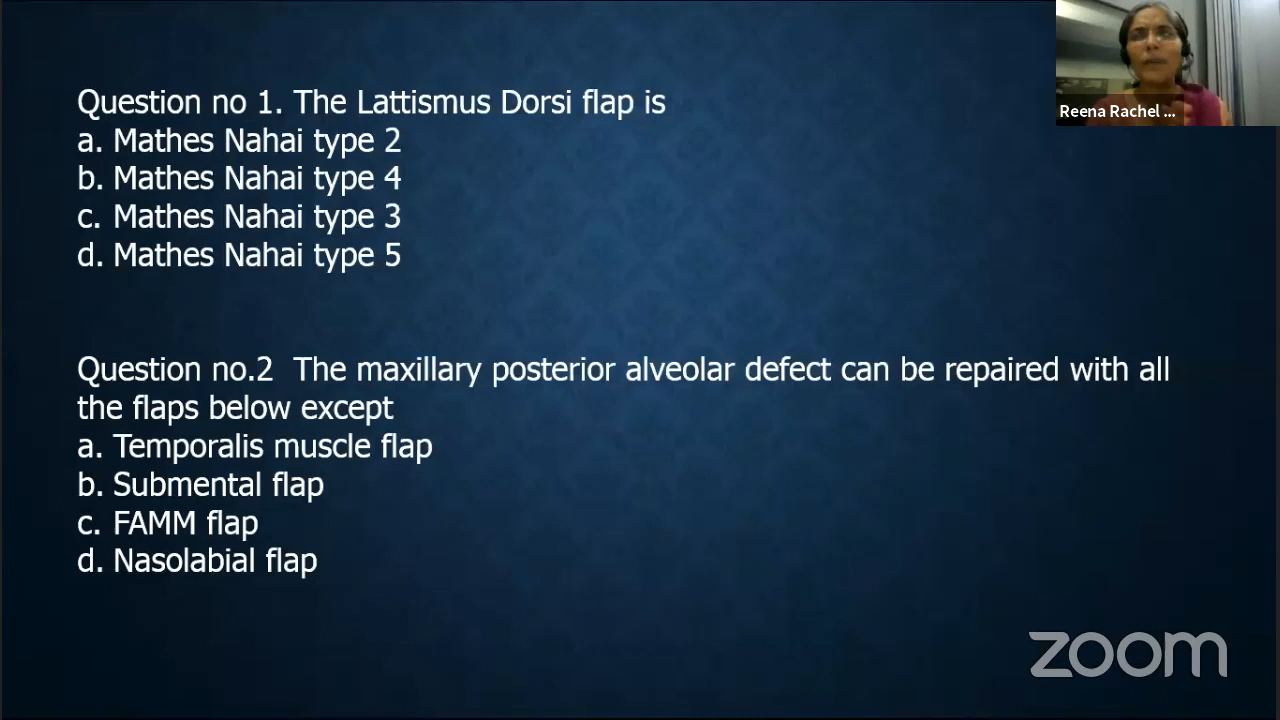 Reena Rachel ...
Question no 1. The Lattismus Dorsi flap is
a. Mathes Nahai type 2
b. Mathes Nahai type 4
c. Mathes Nahai type 3
d. Mathes Nahai type 5
Question no.2  The maxillary posterior alveolar defect can be repaired with all
the flaps below except
a. Temporalis muscle flap
b. Submental flap
c. FAMM flap
d. Nasolabial flap
zoom